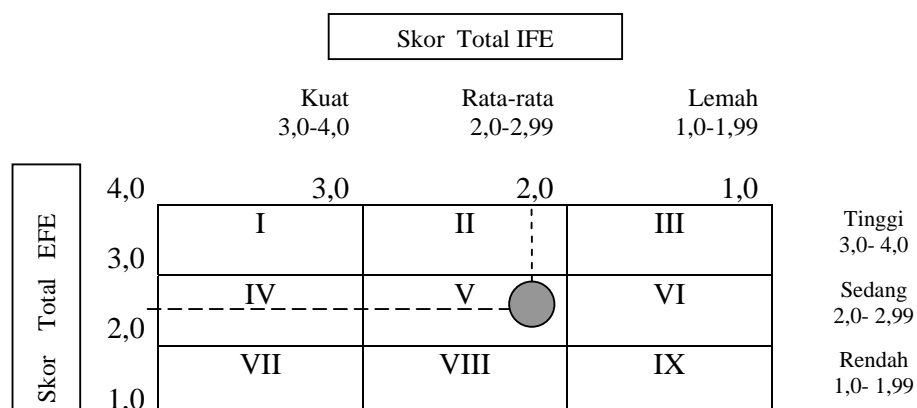 Skor Total IFE
Kuat
3,0-4,0
Rata-rata
2,0-2,99
Lemah
1,0-1,99
Skor Total EFE
4,0
3,0
2,0
1,0
3,0
2,0
1,0
I
II
III
IV
V
VI
VII
VIII
IX
Tinggi
3,0- 4,0
Sedang
2,0- 2,99
Rendah
1,0- 1,99